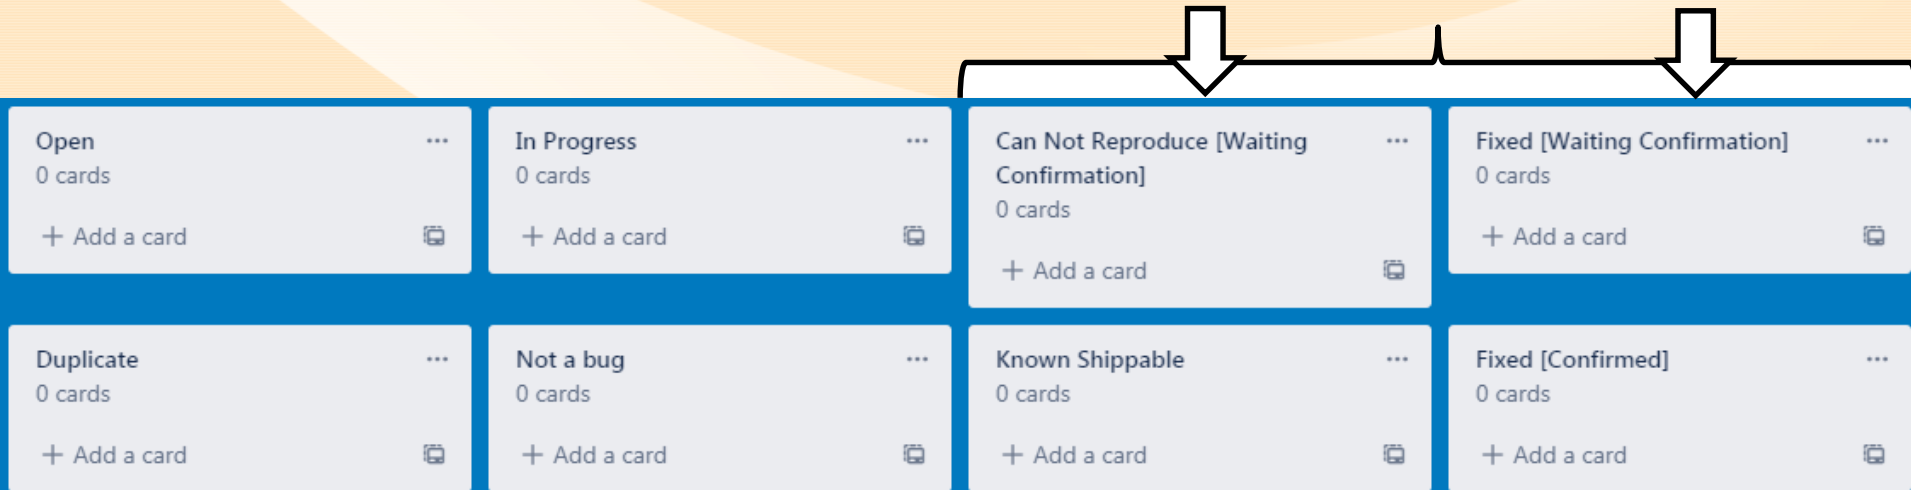 Open
0 cards
+ Add a card
In Progress
0 cards
+ Add a card
Can Not Reproduce [Waiting
Confirmation]
0 cards
+ Add a card
Fixed [Waiting Confirmation]
0 cards
+ Add a card
Duplicate
0 cards
+ Add a card
Not a bug
0 cards
+ Add a card
Known Shippable
0 cards
+ Add a card
Fixed [Confirmed]
0 cards
+ Add a card